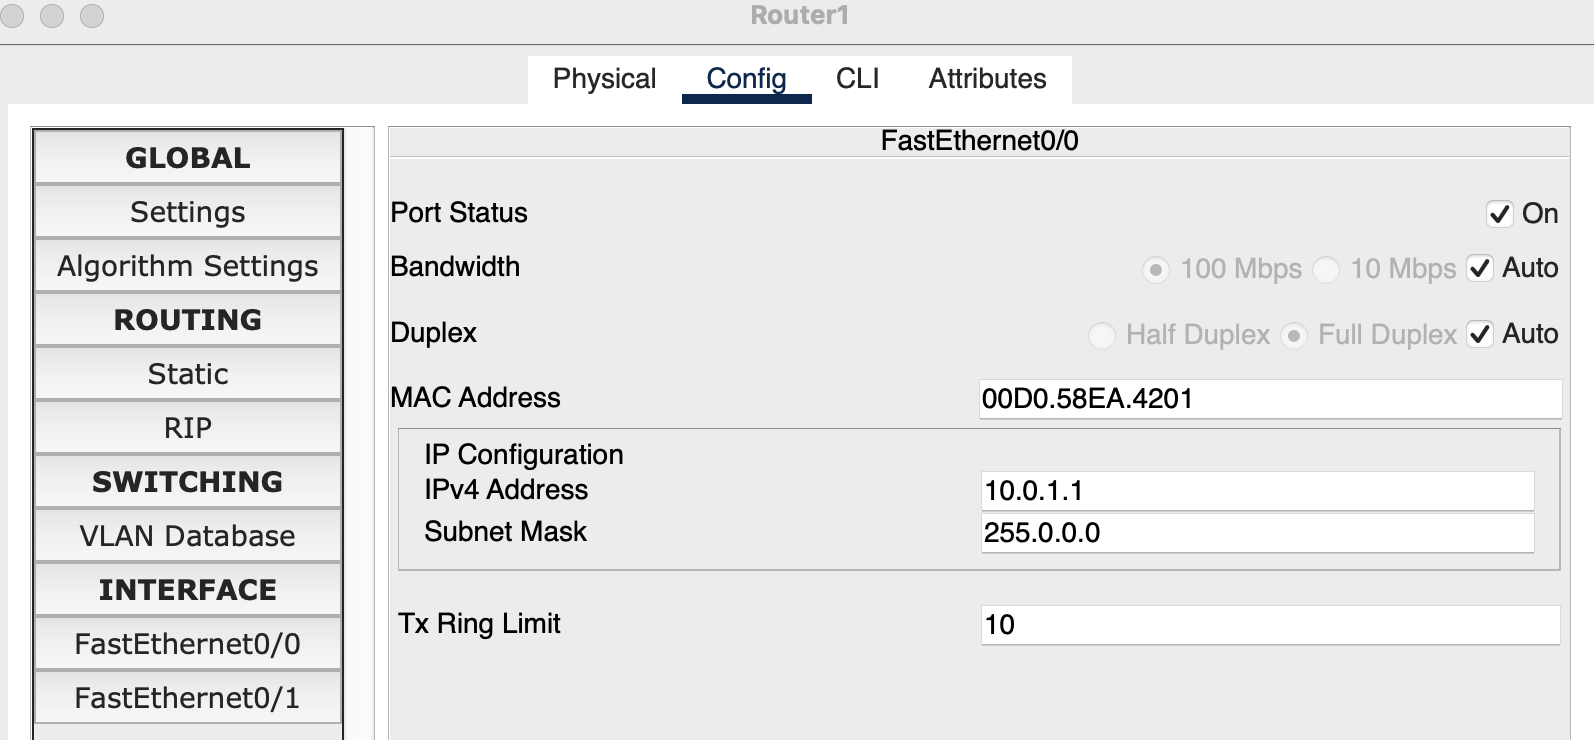 Router1
Physical Config CLI Attributes
GLOBAL
Settings
Algorithm Settings
ROUTING
Static
RIP
SWITCHING
VLAN Database
INTERFACE
FastEthernet0/0
FastEthernet0/1
FastEthernet0/0
Port Status On
Bandwidth 100 Mbps 10 Mbps Auto
Duplex Half Duplex Full Duplex Auto
MAC Address 00D0.58EA.4201
IP Configuration
IPv4 Address 10.0.1.1
Subnet Mask 255.0.0.0
Tx Ring Limit 10